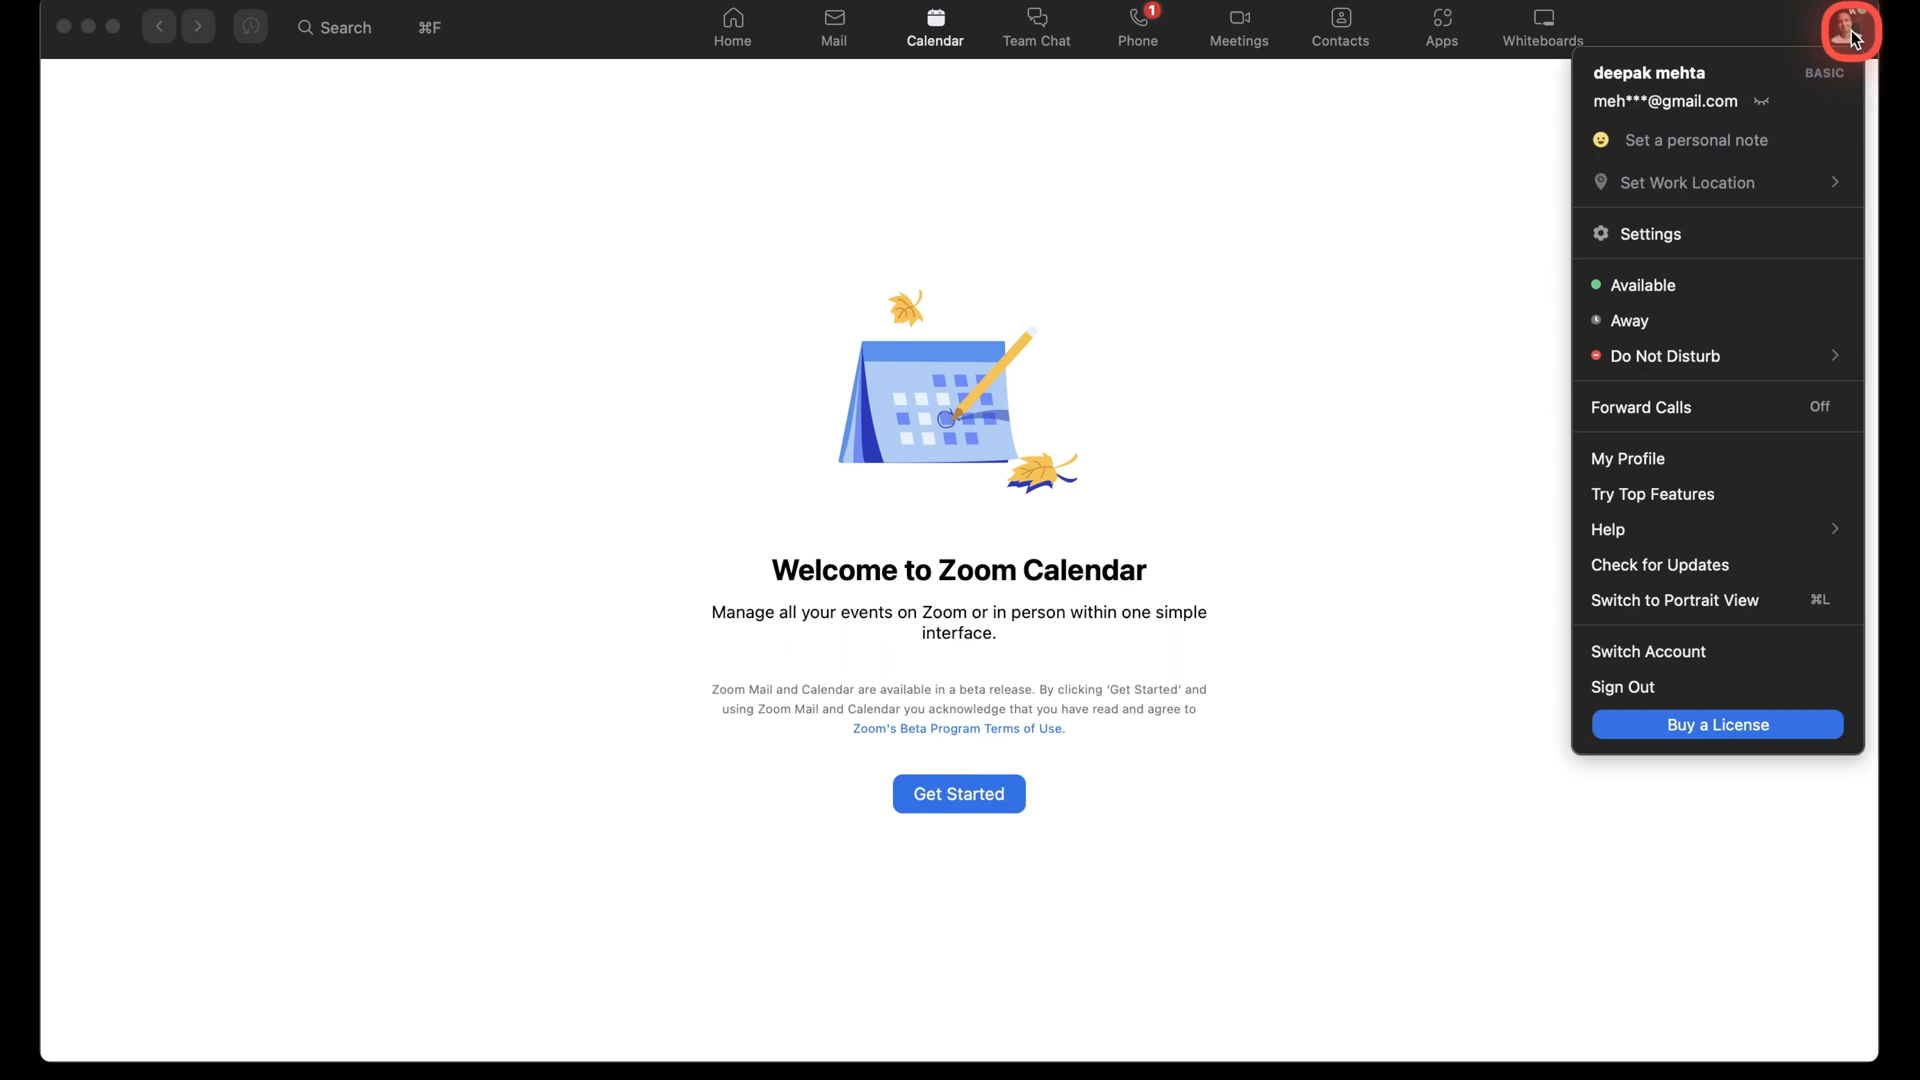 Search ⌘F
Home Mail Calendar Team Chat Phone 1 Meetings Contacts Apps Whiteboards
deepak mehta BASIC
meh***@gmail.com
Set a personal note
Set Work Location
Settings
Available
Away
Do Not Disturb
Forward Calls Off
My Profile
Try Top Features
Help
Check for Updates
Switch to Portrait View ⌘L
Switch Account
Sign Out
Buy a License
Welcome to Zoom Calendar
Manage all your events on Zoom or in person within one simple
interface.
Zoom Mail and Calendar are available in a beta release. By clicking 'Get Started' and
using Zoom Mail and Calendar you acknowledge that you have read and agree to
Zoom's Beta Program Terms of Use.
Get Started